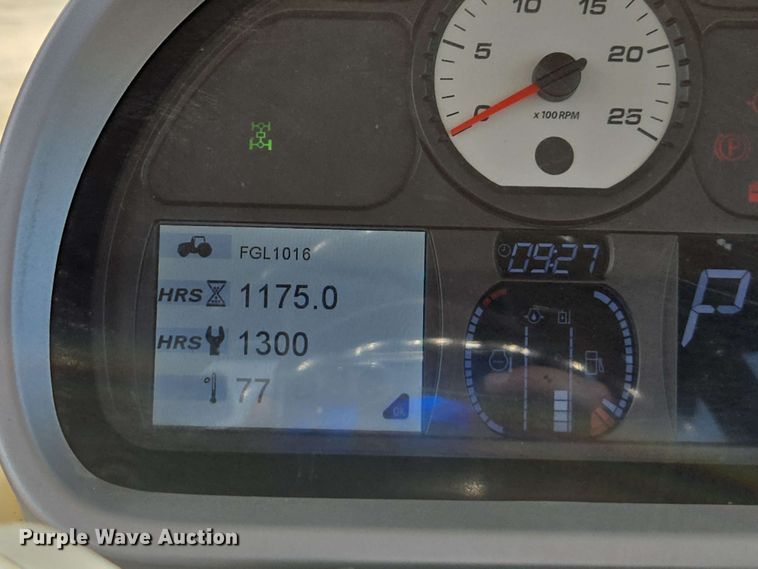 10 15
5 20
0 25
x 100 RPM
P
FGL1016
09:27
HRS 1175.0
P
HRS 1300
° 77
Purple Wave Auction